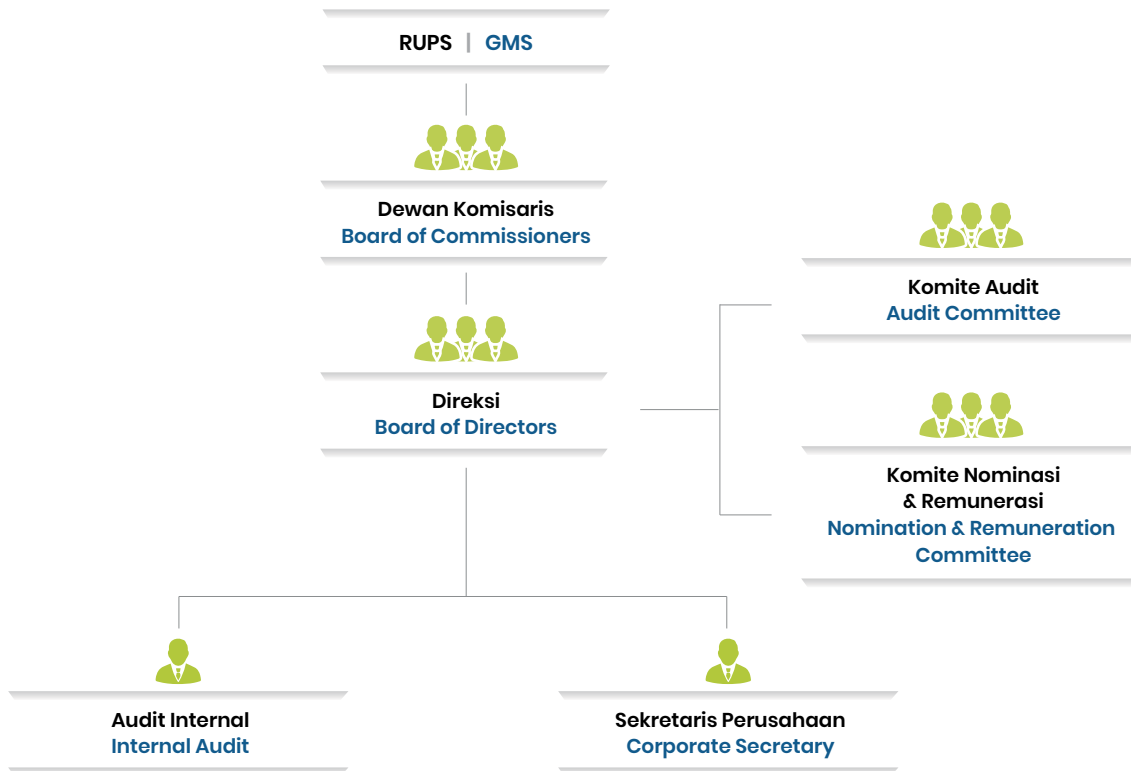 RUPS | GMS
Dewan Komisaris
Board of Commissioners
Komite Audit
Audit Committee
Direksi
Board of Directors
Komite Nominasi
& Remunerasi
Nomination & Remuneration
Committee
Audit Internal
Internal Audit
Sekretaris Perusahaan
Corporate Secretary